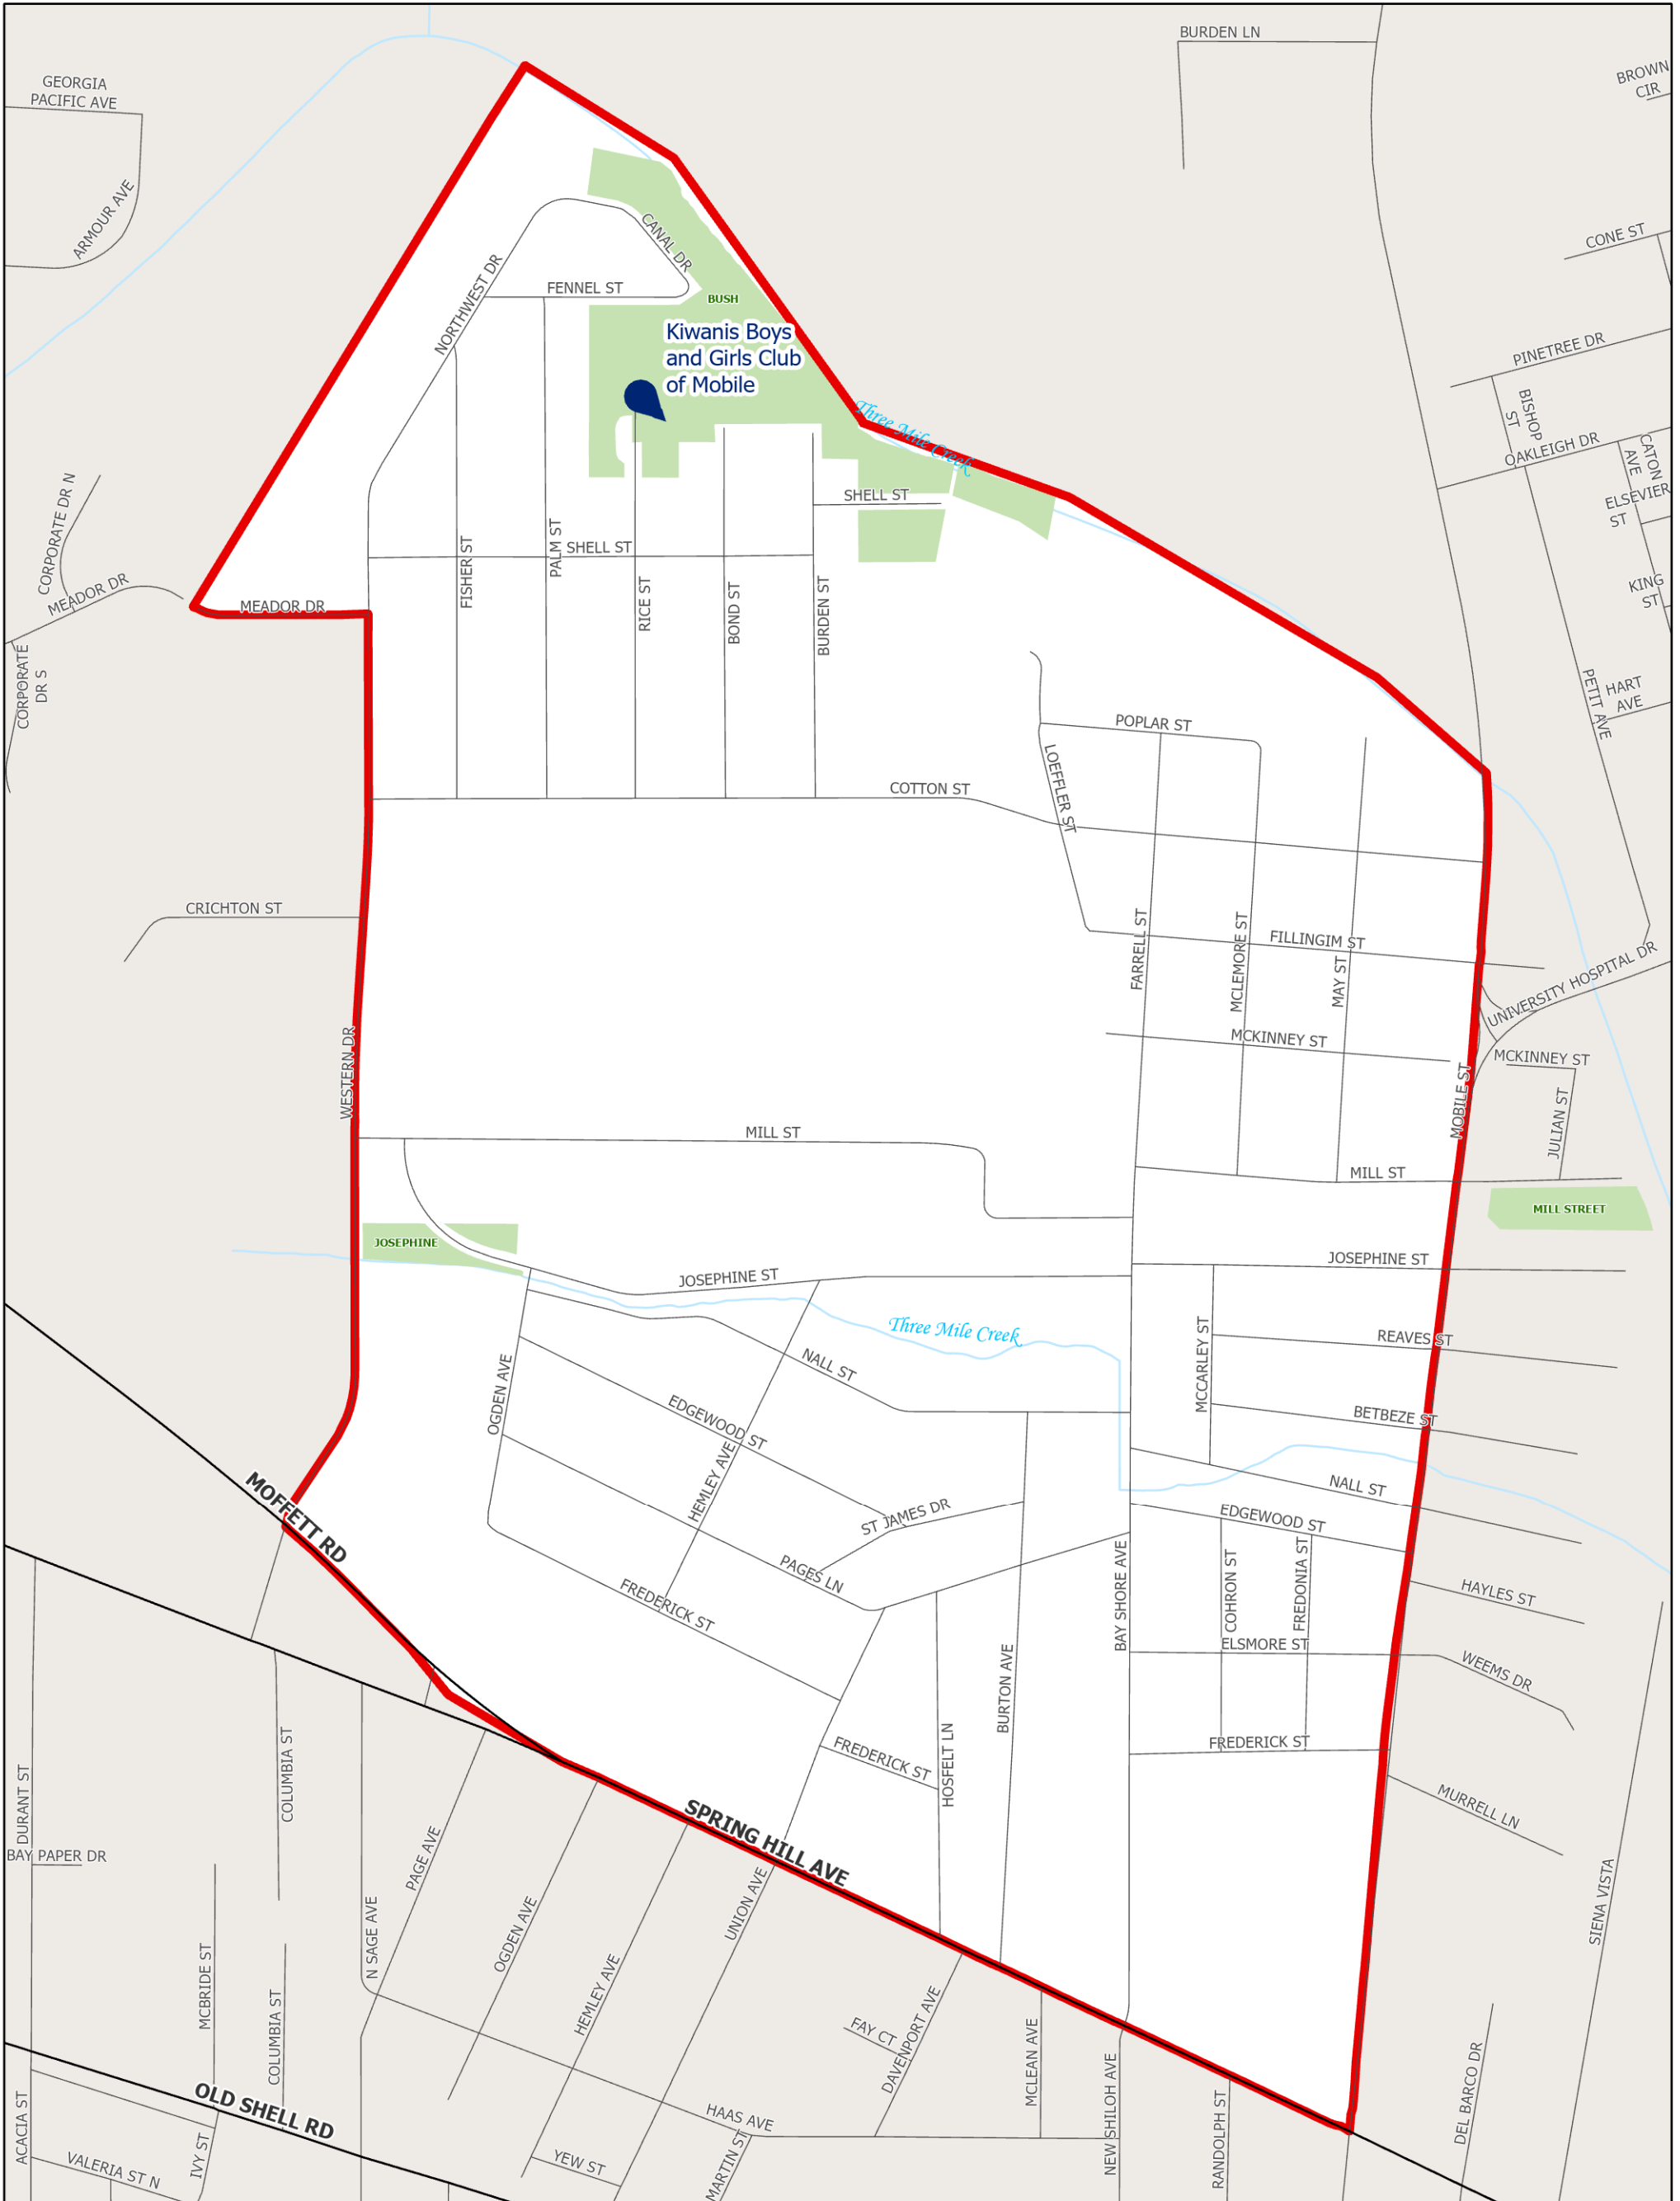 BURDEN LN
GEORGIA
PACIFIC AVE
BROWN
CIR
ARMOUR AVE
CANAL DR
CONE ST
NORTHWEST DR
FENNEL ST
BUSH
Kiwanis Boys
and Girls Club
of Mobile
PINETREE DR
BISHOP
ST
Three Mile Creek
OAKLEIGH DR
CATON
AVE
ELSEVIER
ST
SHELL ST
CORPORATE DR N
SHELL ST
PALM ST
FISHER ST
RICE ST
BOND ST
BURDEN ST
MEADOR DR
MEADOR DR
KING
ST
CORPORATE
DR S
HART
AVE
PETIT AVE
POPLAR ST
LOEFFLER ST
COTTON ST
CRICHTON ST
FARRELL ST
MCLEMORE ST
FILLINGIM ST
MAY ST
UNIVERSITY HOSPITAL DR
MCKINNEY ST
MCKINNEY ST
WESTERN DR
MOBILE ST
JULIAN ST
MILL ST
MILL ST
MILL STREET
JOSEPHINE
JOSEPHINE ST
JOSEPHINE ST
Three Mile Creek
MCCARLEY ST
REAVES ST
NALL ST
OGDEN AVE
EDGEWOOD ST
BETBEZE ST
HEMLEY AVE
NALL ST
MOFFETT RD
ST JAMES DR
EDGEWOOD ST
PAGES LN
FREDERICK ST
BAY SHORE AVE
COHRON ST
FREDONIA ST
HAYLES ST
ELSMORE ST
WEEMS DR
BURTON AVE
FREDERICK ST
FREDERICK ST
HOSFELT LN
COLUMBIA ST
DURANT ST
MURRELL LN
SPRING HILL AVE
BAY PAPER DR
PAGE AVE
SIENA VISTA
UNION AVE
N SAGE AVE
OGDEN AVE
MCBRIDE ST
HEMLEY AVE
COLUMBIA ST
FAY CT
DAVENPORT AVE
MCLEAN AVE
NEW SHILOH AVE
DEL BARCO DR
OLD SHELL RD
HAAS AVE
ACACIA ST
IVY ST
RANDOLPH ST
VALERIA ST N
YEW ST
MARTIN ST